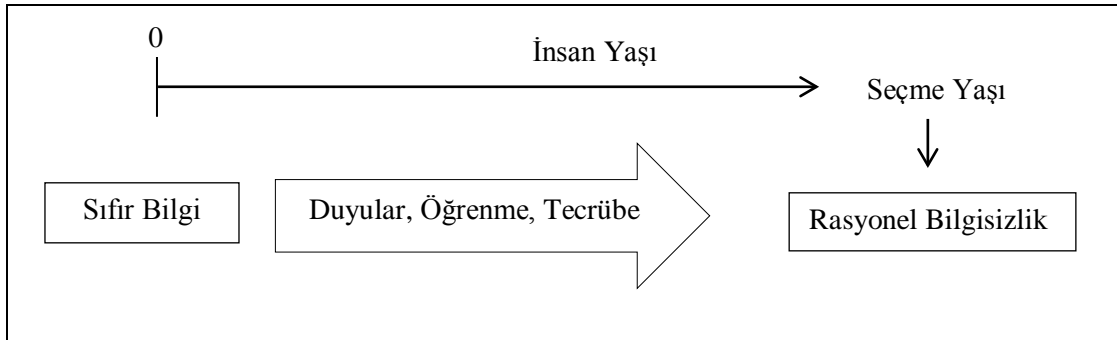 0
İnsan Yaşı
Seçme Yaşı
Sıfır Bilgi
Duyular, Öğrenme, Tecrübe
Rasyonel Bilgisizlik